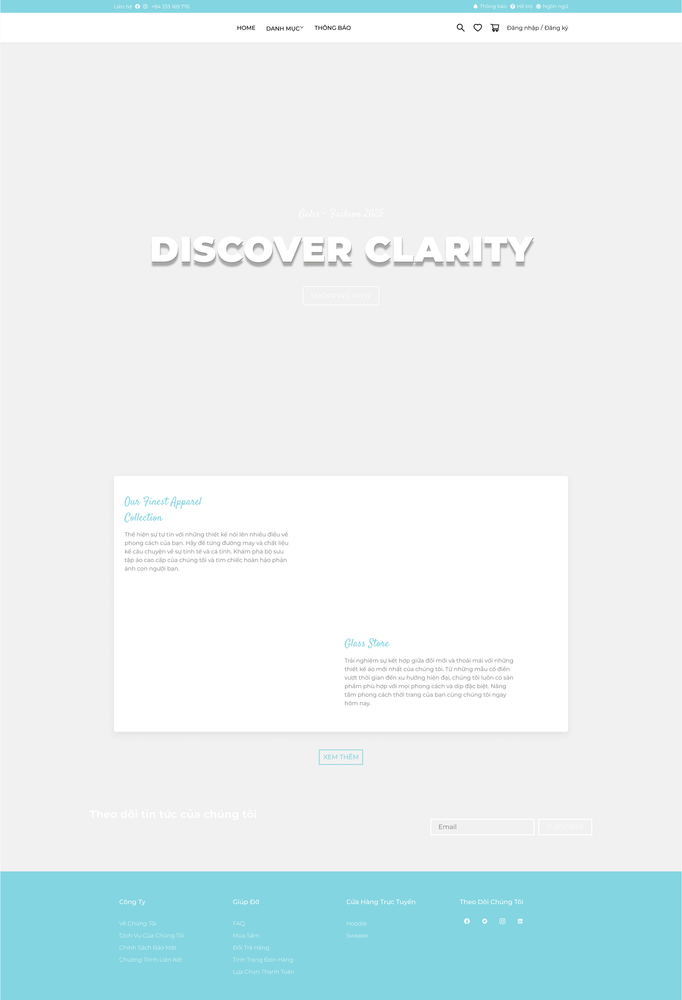 Liên hệ +84 333 169 776
Thông báo Hỗ trợ Ngôn ngữ
HOME DANH MỤC THÔNG BÁO
Đăng nhập / Đăng ký
Galss - Fashion 2025
DISCOVER CLARITY
SHOPPING NOW
Our Finest Apparel
Collection
Thể hiện sự tự tin với những thiết kế nói lên nhiều điều về
phong cách của bạn. Hãy để từng đường may và chất liệu
kể câu chuyện về sự tinh tế và cá tính. Khám phá bộ sưu
tập áo cao cấp của chúng tôi và tìm chiếc hoàn hảo phản
ánh con người bạn.
Glass Store
Trải nghiệm sự kết hợp giữa đổi mới và thoải mái với những
thiết kế áo mới nhất của chúng tôi. Từ những mẫu cổ điển
vượt thời gian đến xu hướng hiện đại, chúng tôi luôn có sản
phẩm phù hợp với mọi phong cách và dịp đặc biệt. Nâng
tầm phong cách thời trang của bạn cùng chúng tôi ngay
hôm nay.
XEM THÊM
Theo dõi tin tức của chúng tôi
Email
SUBSCRIBE
Công Ty
Về Chúng Tôi
Dịch Vụ Của Chúng Tôi
Chính Sách Bảo Mật
Chương Trình Liên Kết
Giúp Đỡ
FAQ
Mua Sắm
Đổi Trả Hàng
Tình Trạng Đơn Hàng
Lựa Chọn Thanh Toán
Cửa Hàng Trực Tuyến
Hoodie
Sweater
Theo Dõi Chúng Tôi